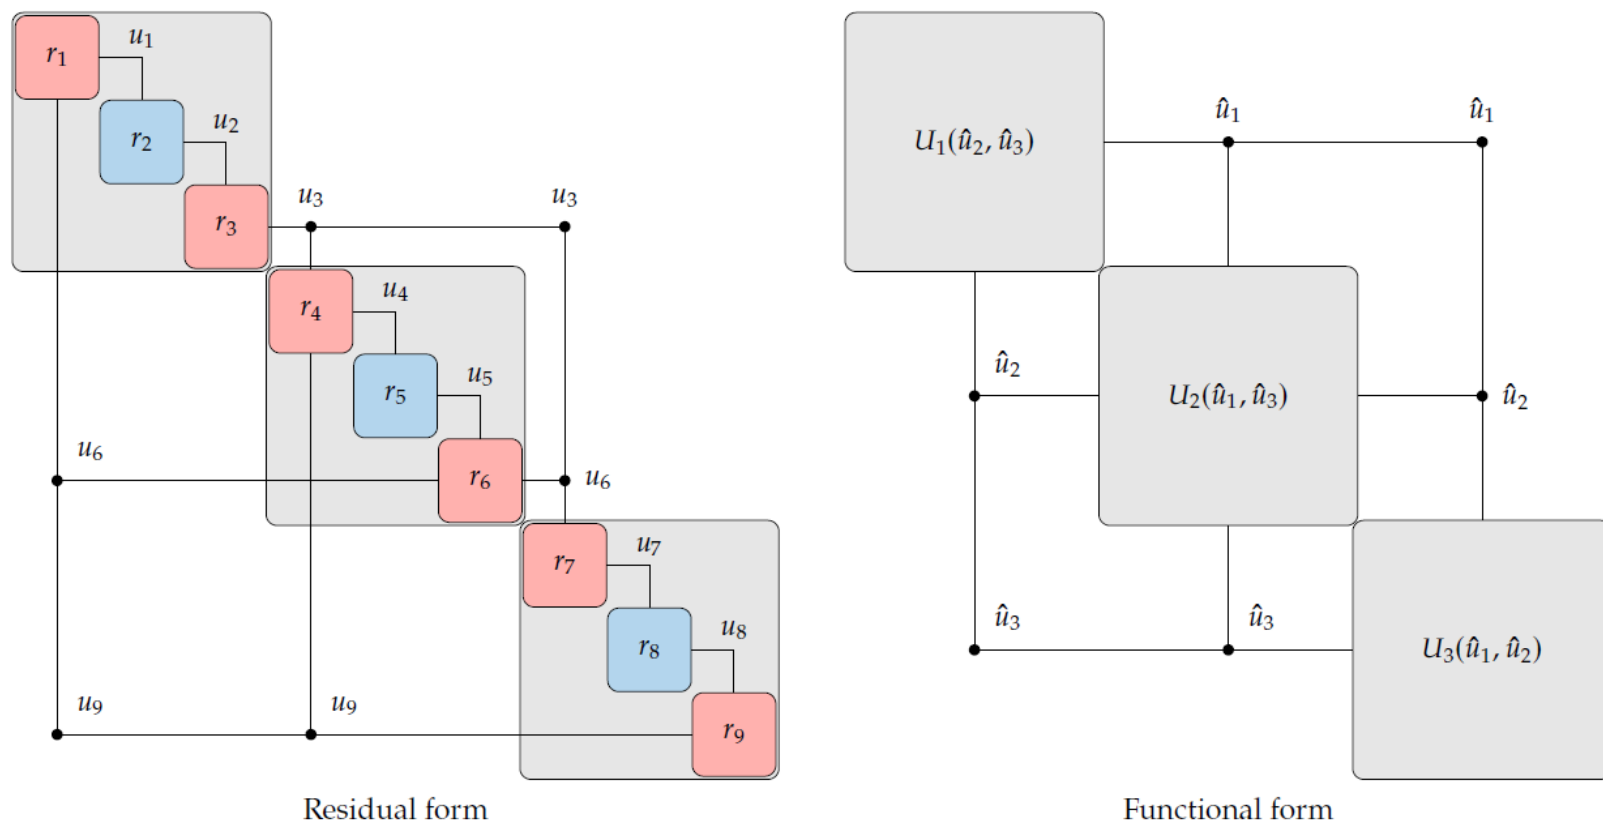 r₁ u₁
r₂ u₂
r₃ u₃ u₃
r₄ u₄
r₅ u₅
u₆ r₆ u₆
r₇ u₇
r₈ u₈
u₉ u₉ r₉
Residual form
U₁(û₂, û₃) û₁ û₁
û₂ U₂(û₁, û₃) û₂
û₃ û₃ U₃(û₁, û₂)
Functional form